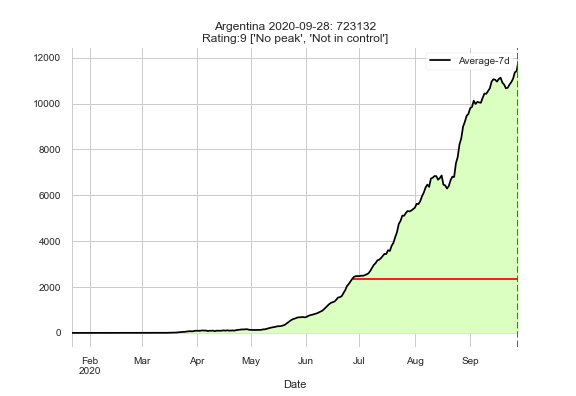 Argentina 2020-09-28: 723132
Rating:9 ['No peak', 'Not in control']
Average-7d
12000
10000
8000
6000
4000
2000
0
Feb Mar Apr May Jun Jul Aug Sep
2020
Date